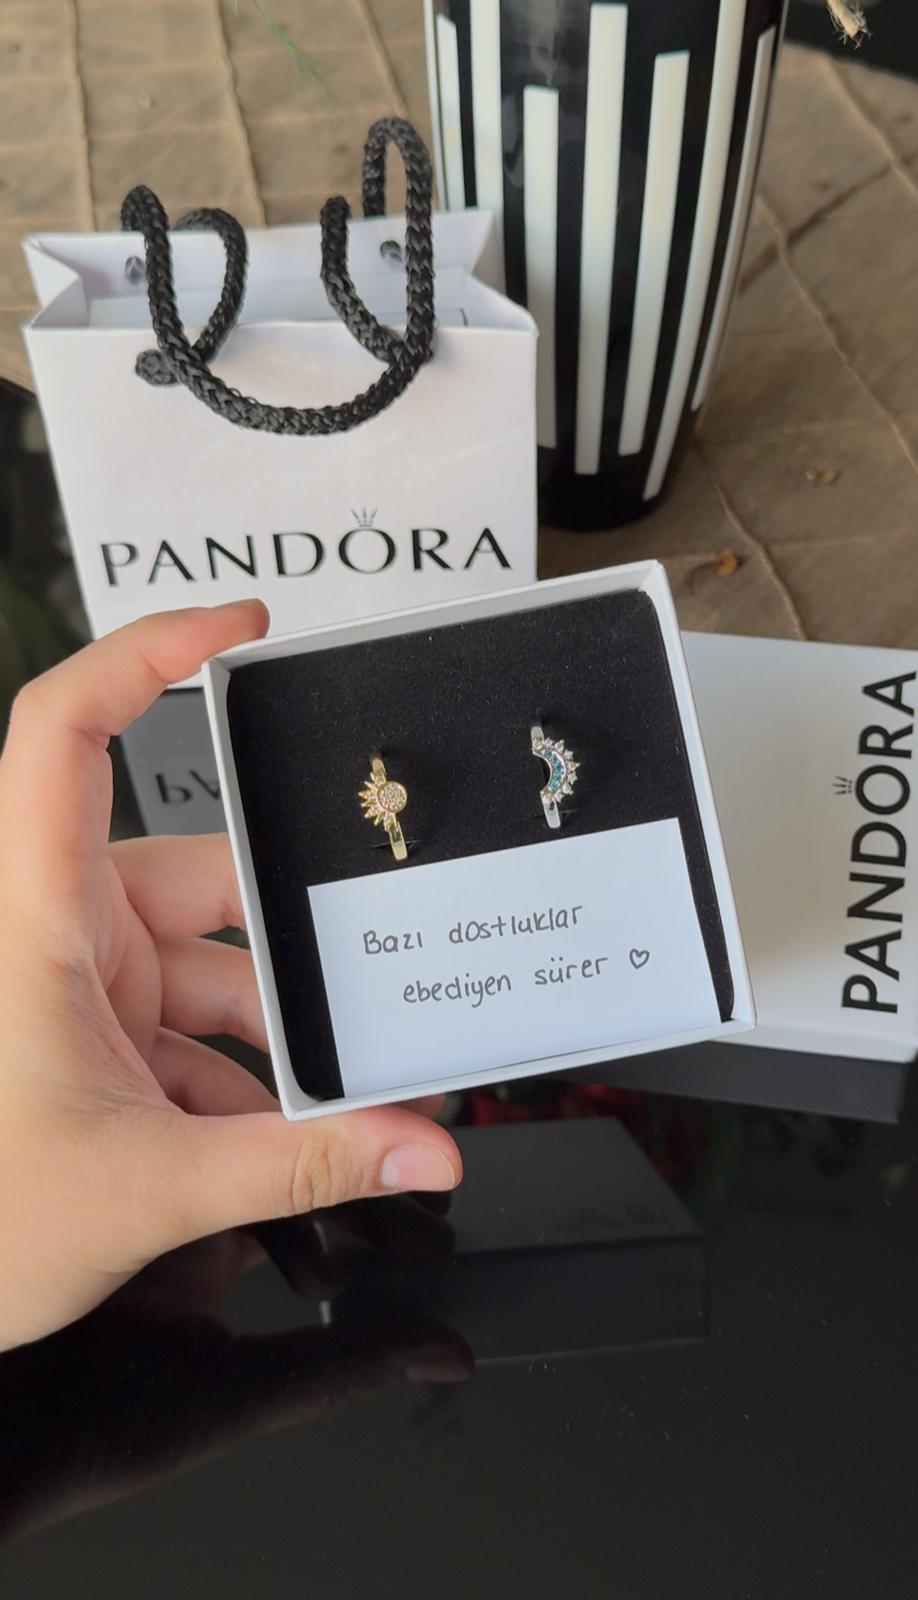 PANDORA
PANDORA
Bazı dostluklar
ebediyen sürer ♡